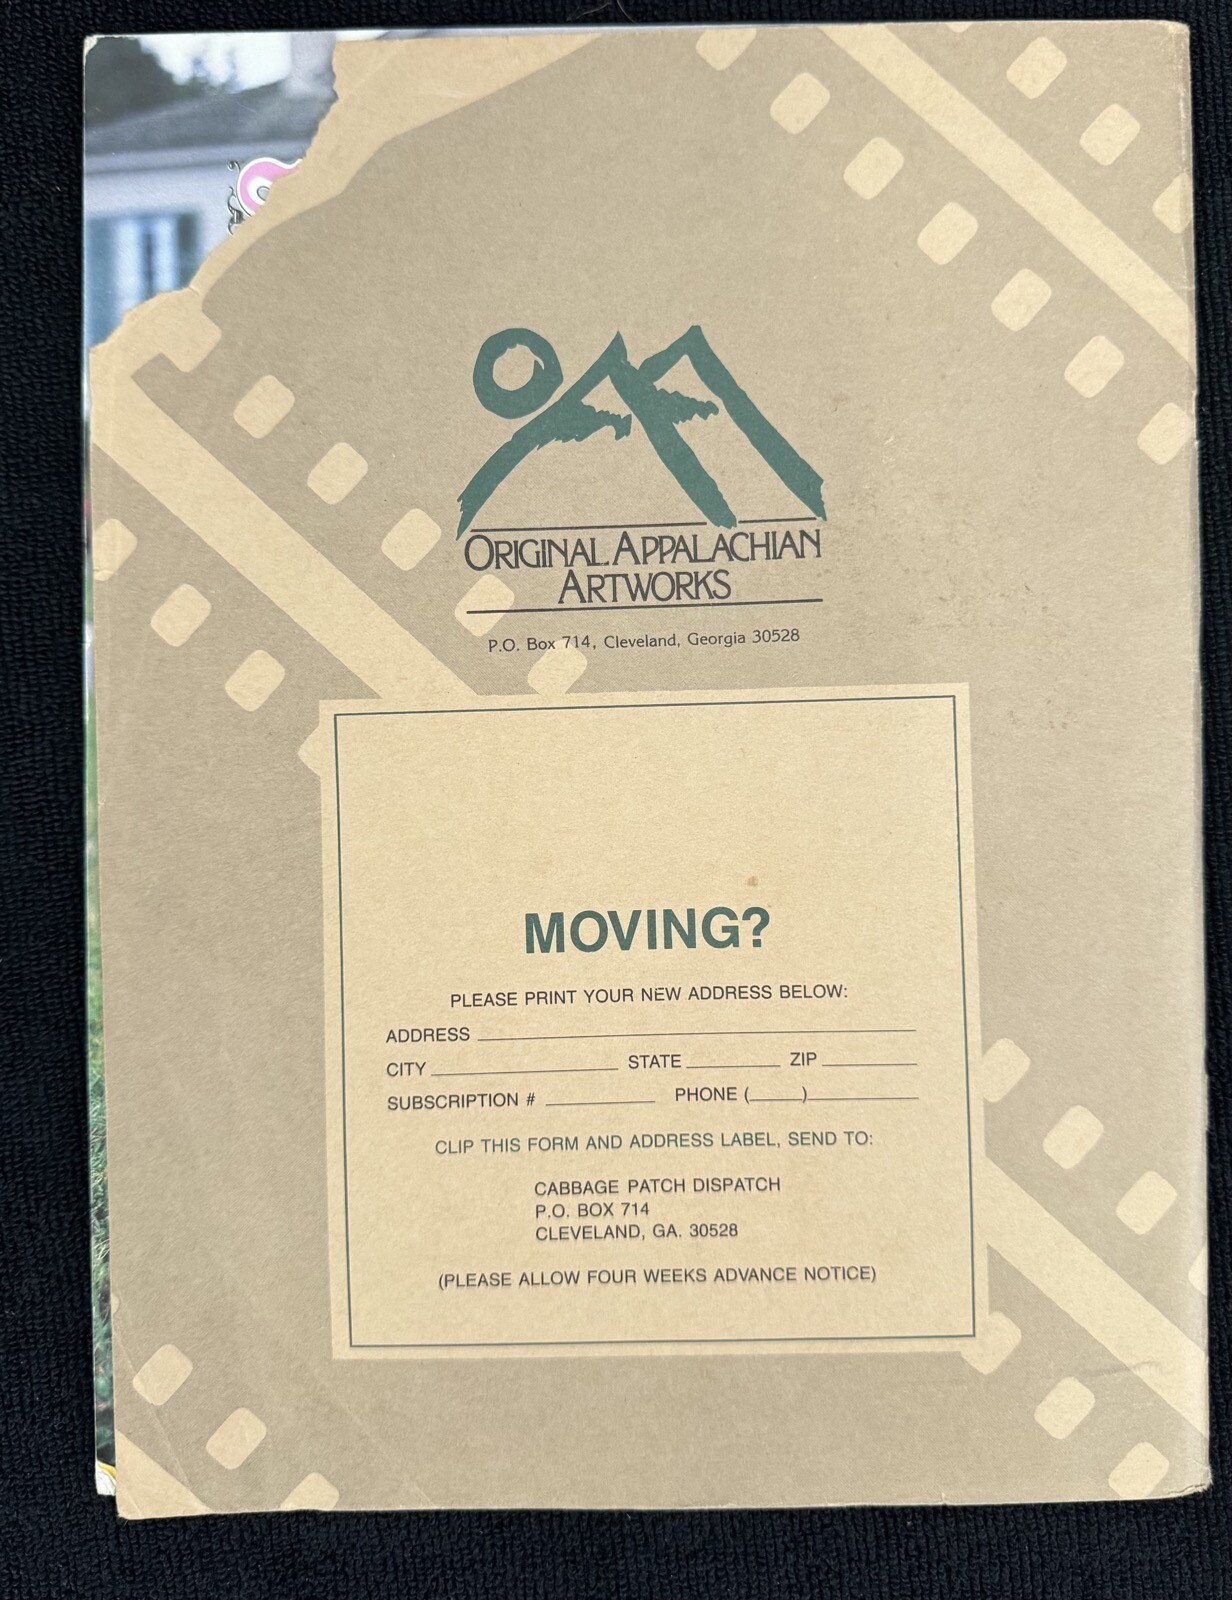 ORIGINAL APPALACHIAN
ARTWORKS
P.O. Box 714, Cleveland, Georgia 30528
MOVING?
PLEASE PRINT YOUR NEW ADDRESS BELOW:
ADDRESS
CITY STATE ZIP
SUBSCRIPTION # PHONE ( )
CLIP THIS FORM AND ADDRESS LABEL, SEND TO:
CABBAGE PATCH DISPATCH
P.O. BOX 714
CLEVELAND, GA. 30528
(PLEASE ALLOW FOUR WEEKS ADVANCE NOTICE)